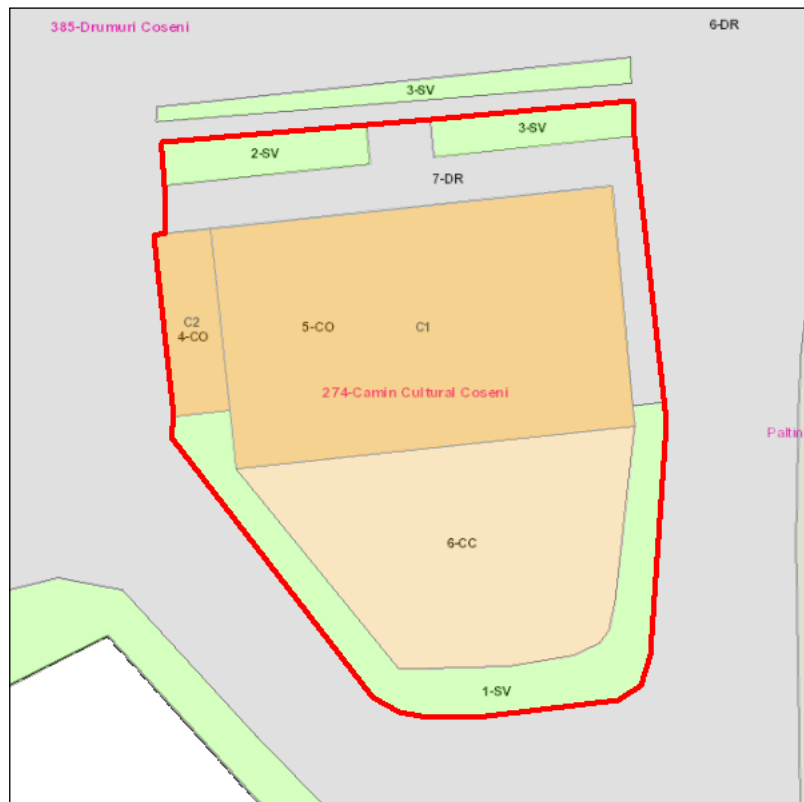 385-Drumuri Coseni
6-DR
3-SV
3-SV
2-SV
7-DR
C2
4-CO
5-CO
C1
274-Camin Cultural Coseni
Paltin
6-CC
1-SV